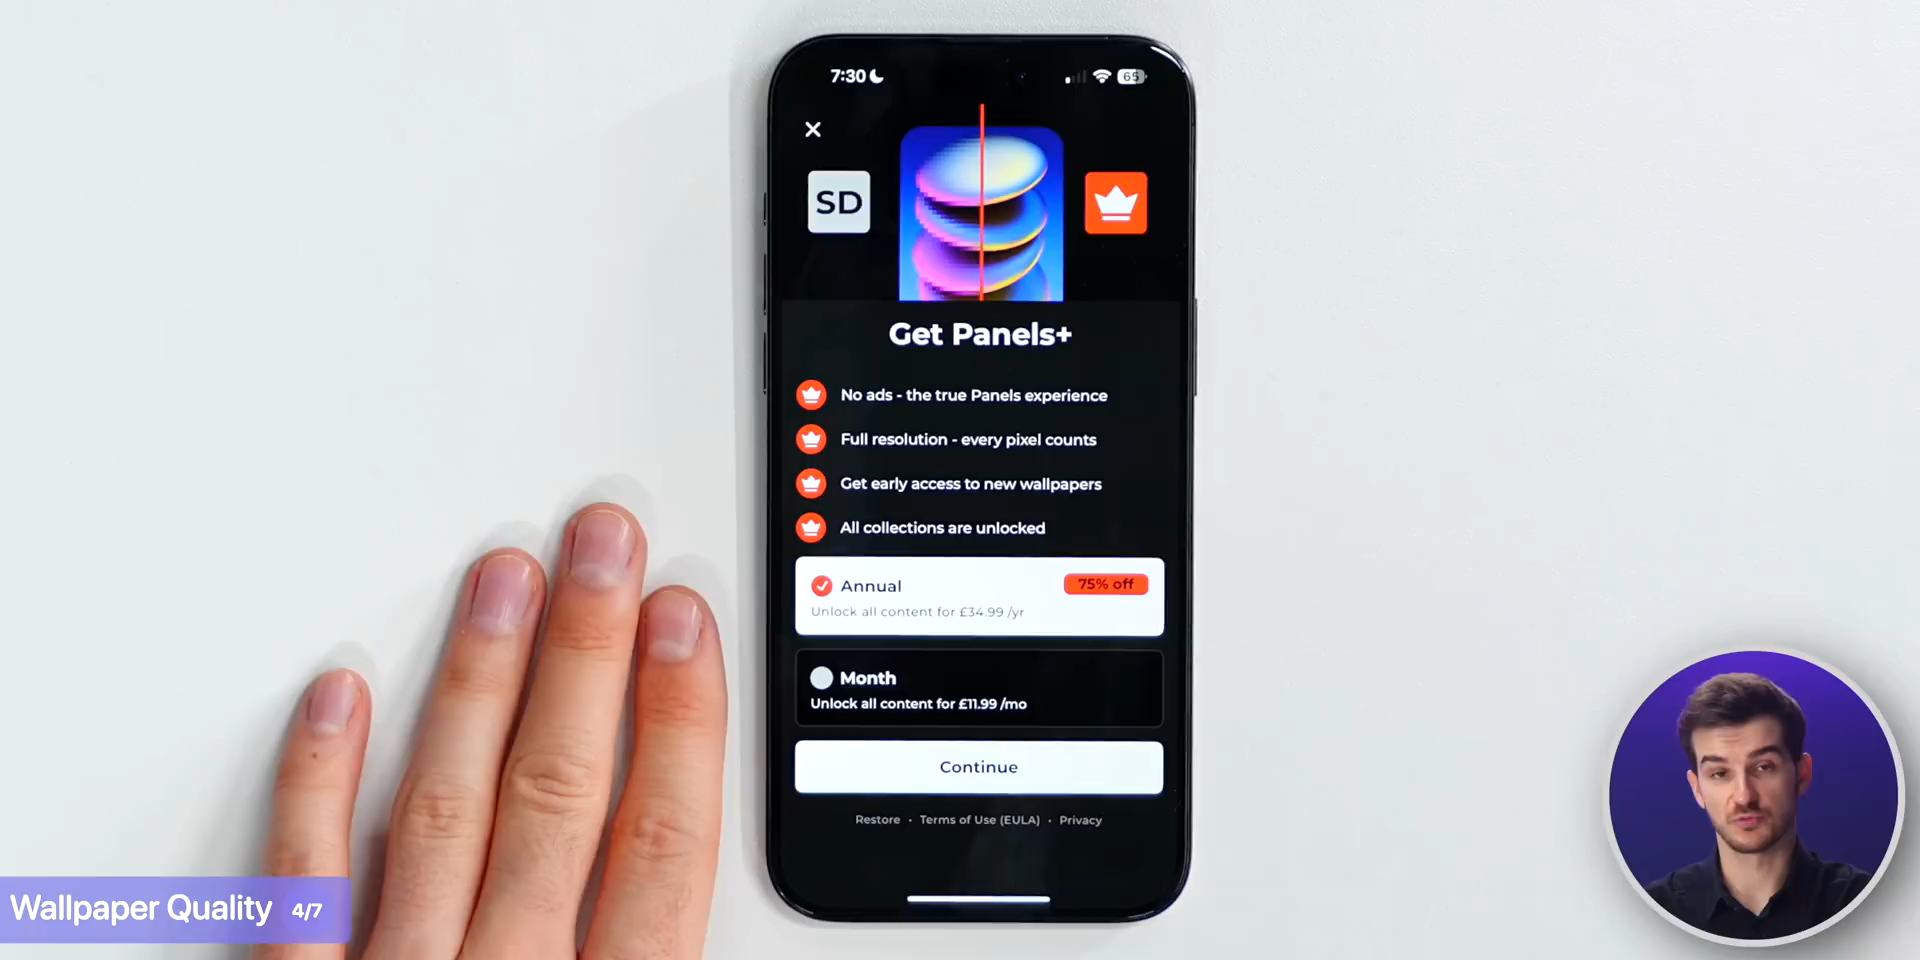 7:30
65
SD
Get Panels+
No ads - the true Panels experience
Full resolution - every pixel counts
Get early access to new wallpapers
All collections are unlocked
Annual
75% off
Unlock all content for £34.99 /yr
Month
Unlock all content for £11.99 /mo
Continue
Restore • Terms of Use (EULA) • Privacy
Wallpaper Quality 4/7